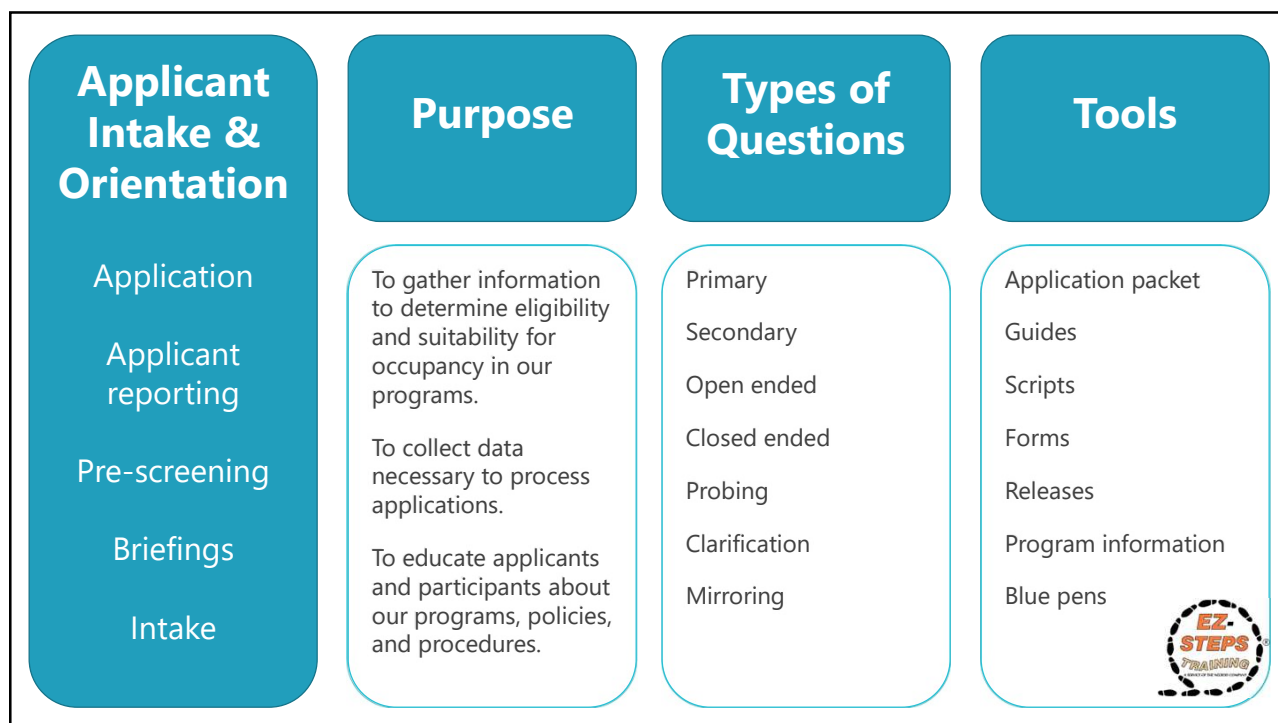 Applicant
Intake &
Orientation
Application
Applicant
reporting
Pre-screening
Briefings
Intake
Purpose
To gather information
to determine eligibility
and suitability for
occupancy in our
programs.
To collect data
necessary to process
applications.
To educate applicants
and participants about
our programs, policies,
and procedures.
Types of
Questions
Primary
Secondary
Open ended
Closed ended
Probing
Clarification
Mirroring
Tools
Application packet
Guides
Scripts
Forms
Releases
Program information
Blue pens
EZ-
STEPS
TRAINING
®